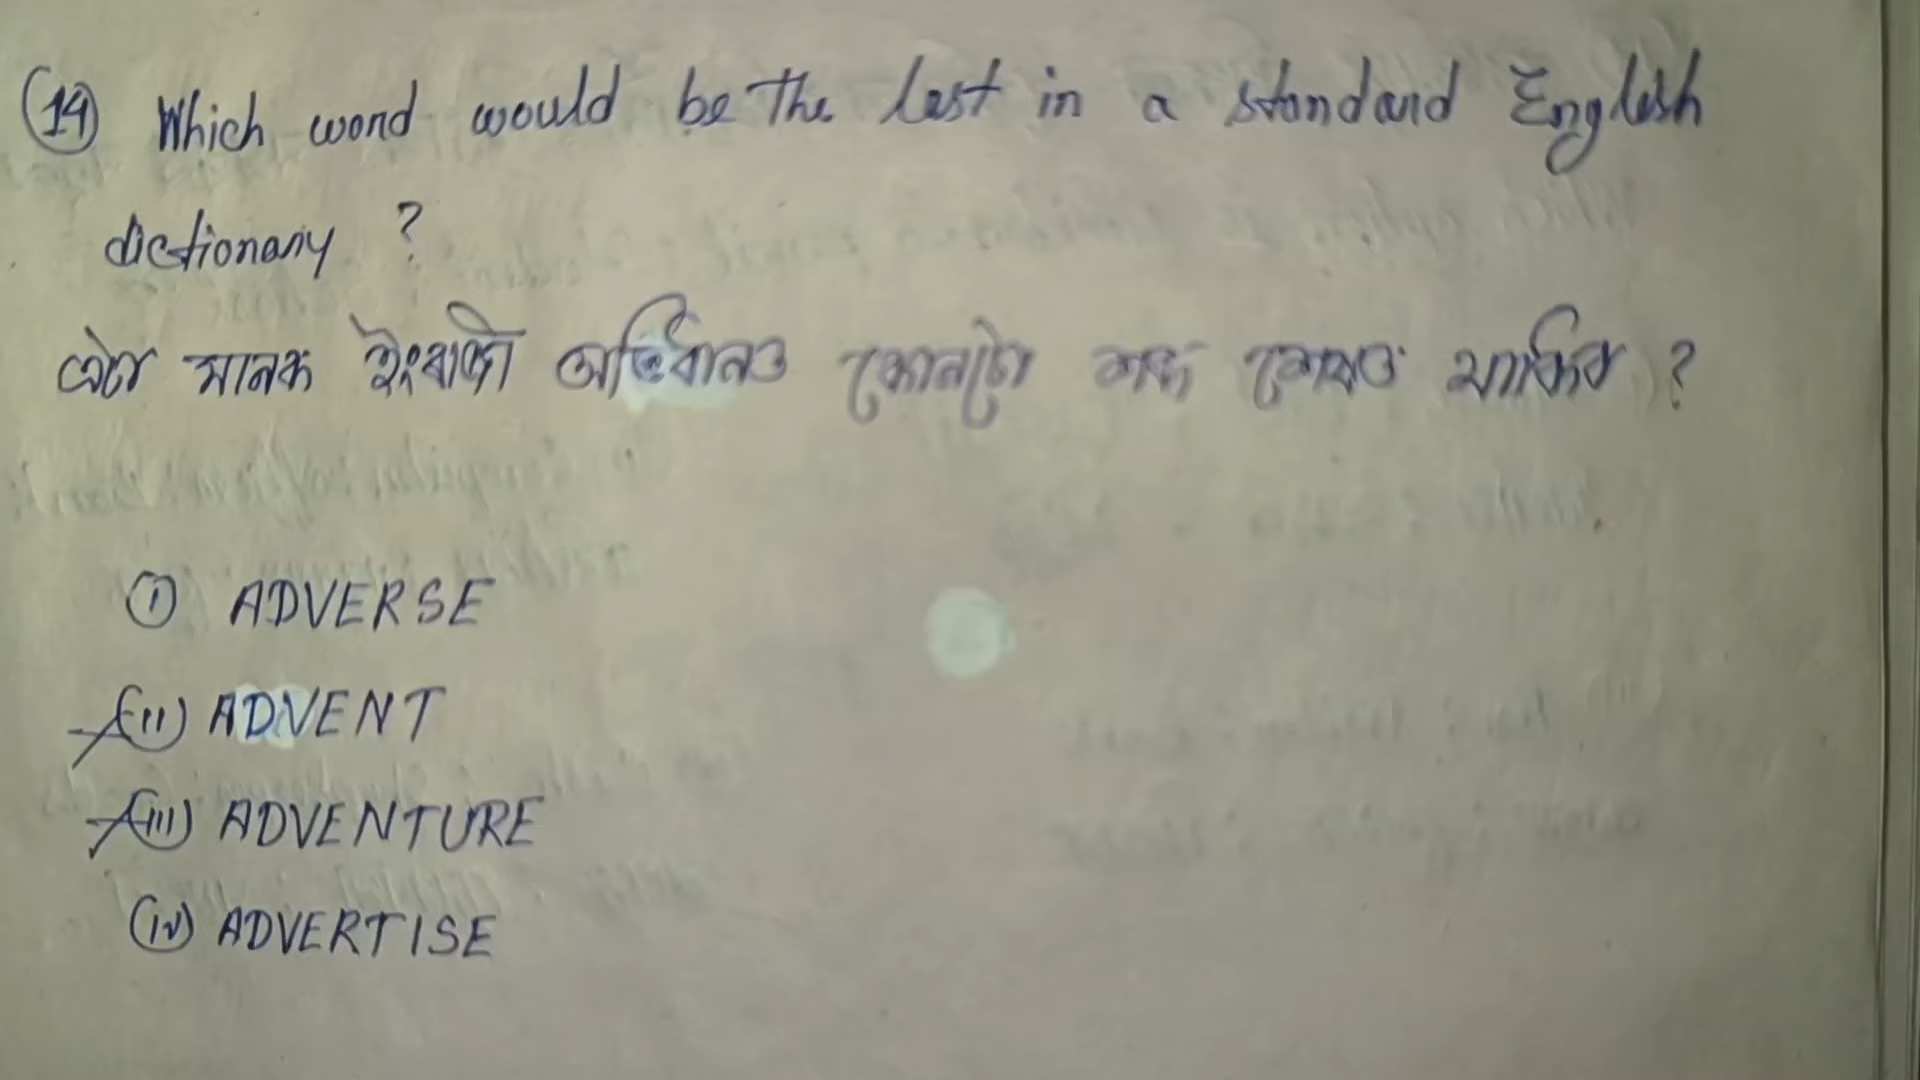 (14) Which word would be the last in a standard English
dictionary ?
এটা মানক ইংৰাজী অভিধানত কোনটো শব্দ শেষত থাকিব ?
(i) ADVERSE
(ii) ADVENT
(iii) ADVENTURE
(iv) ADVERTISE